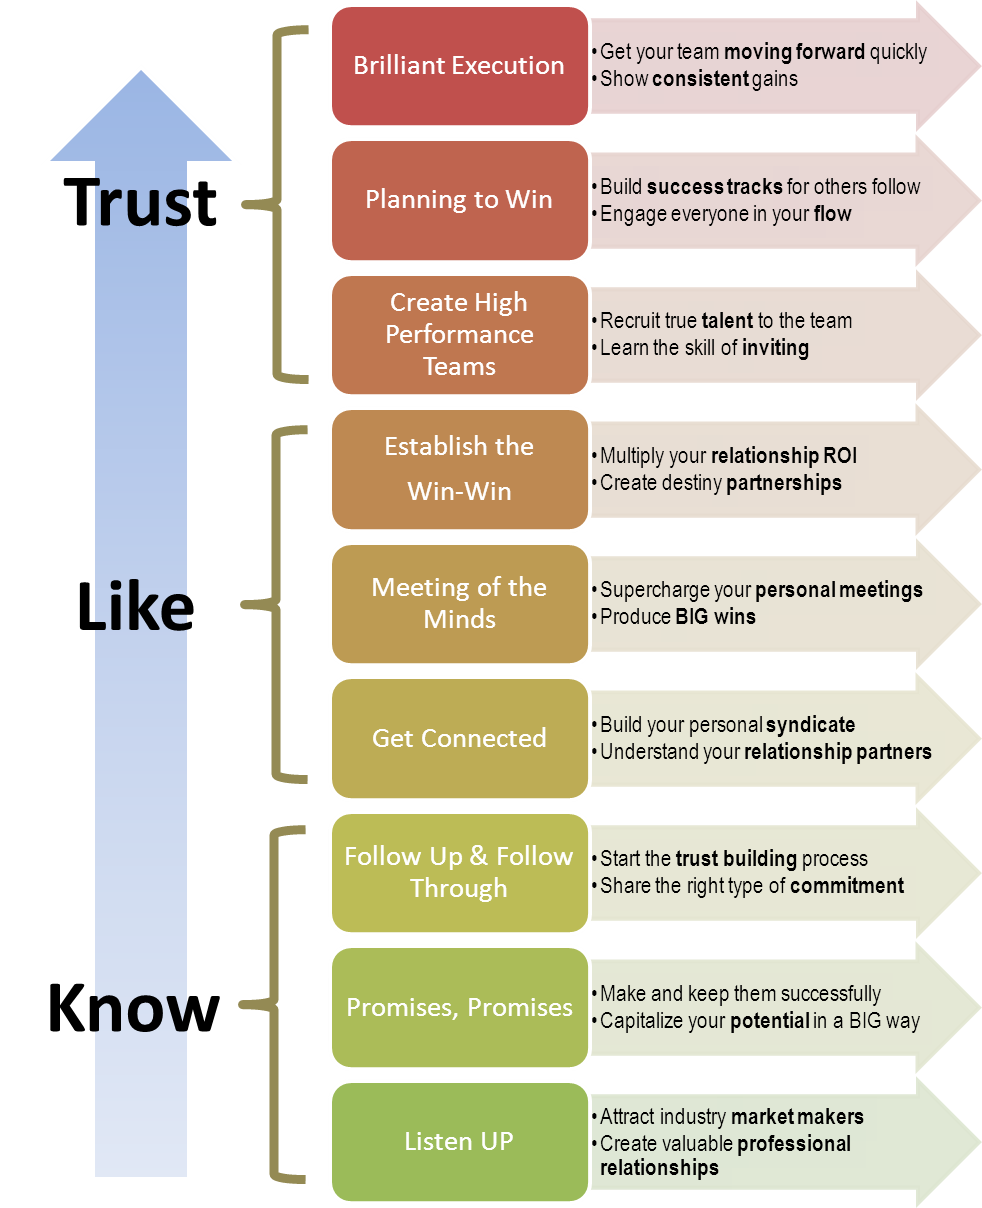 Trust
Brilliant Execution
• Get your team moving forward quickly
• Show consistent gains
Planning to Win
• Build success tracks for others follow
• Engage everyone in your flow
Create High
Performance
Teams
• Recruit true talent to the team
• Learn the skill of inviting
Like
Establish the
Win-Win
• Multiply your relationship ROI
• Create destiny partnerships
Meeting of the
Minds
• Supercharge your personal meetings
• Produce BIG wins
Get Connected
• Build your personal syndicate
• Understand your relationship partners
Know
Follow Up & Follow
Through
• Start the trust building process
• Share the right type of commitment
Promises, Promises
• Make and keep them successfully
• Capitalize your potential in a BIG way
Listen UP
• Attract industry market makers
• Create valuable professional
relationships